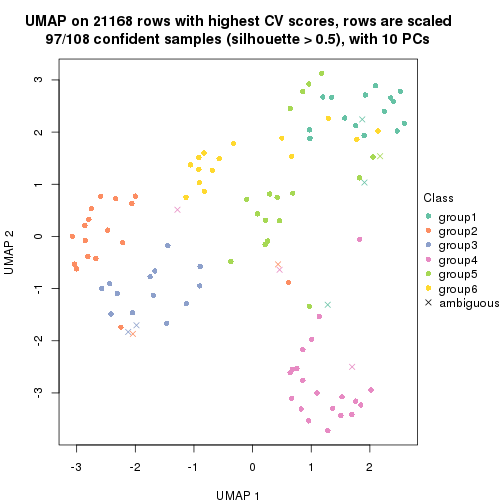 UMAP on 21168 rows with highest CV scores, rows are scaled
97/108 confident samples (silhouette > 0.5), with 10 PCs
3
2
1
0
-1
-2
-3
UMAP 2
-3
-2
-1
0
1
2
UMAP 1
Class
group1
group2
group3
group4
group5
group6
ambiguous